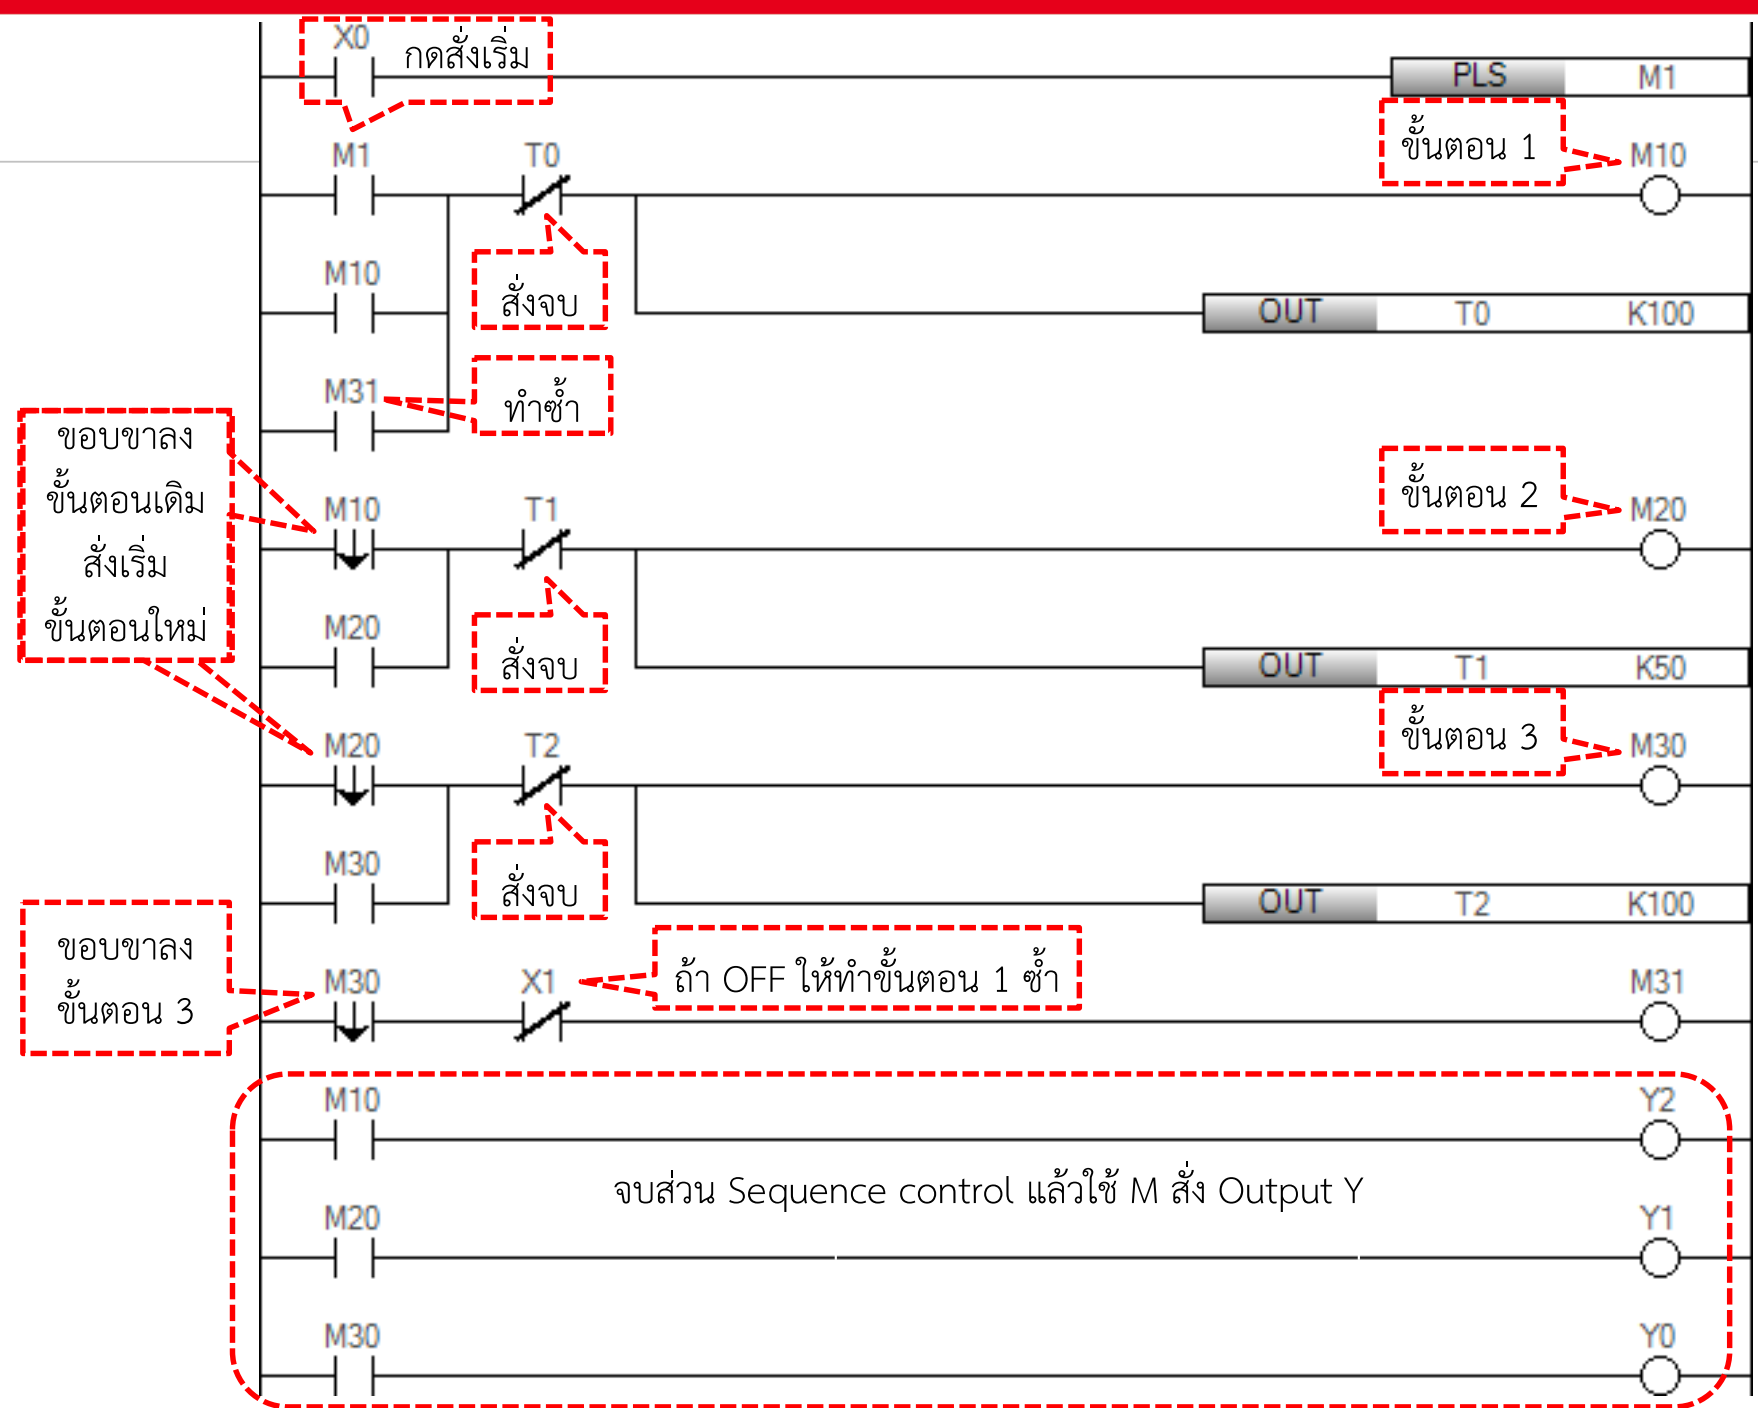 X0
กดสั่งเริ่ม
PLS M1
ขั้นตอน 1
M1 T0 M10
M10
สั่งจบ
OUT T0 K100
M31
ทำซ้ำ
ขอบขาลง
ขั้นตอนเดิม
สั่งเริ่ม
ขั้นตอนใหม่
ขั้นตอน 2
M10 T1 M20
M20
สั่งจบ
OUT T1 K50
ขั้นตอน 3
M20 T2 M30
M30
สั่งจบ
OUT T2 K100
ขอบขาลง
ขั้นตอน 3
ถ้า OFF ให้ทำขั้นตอน 1 ซ้ำ
M30 X1 M31
M10 Y2
จบส่วน Sequence control แล้วใช้ M สั่ง Output Y
M20 Y1
M30 Y0